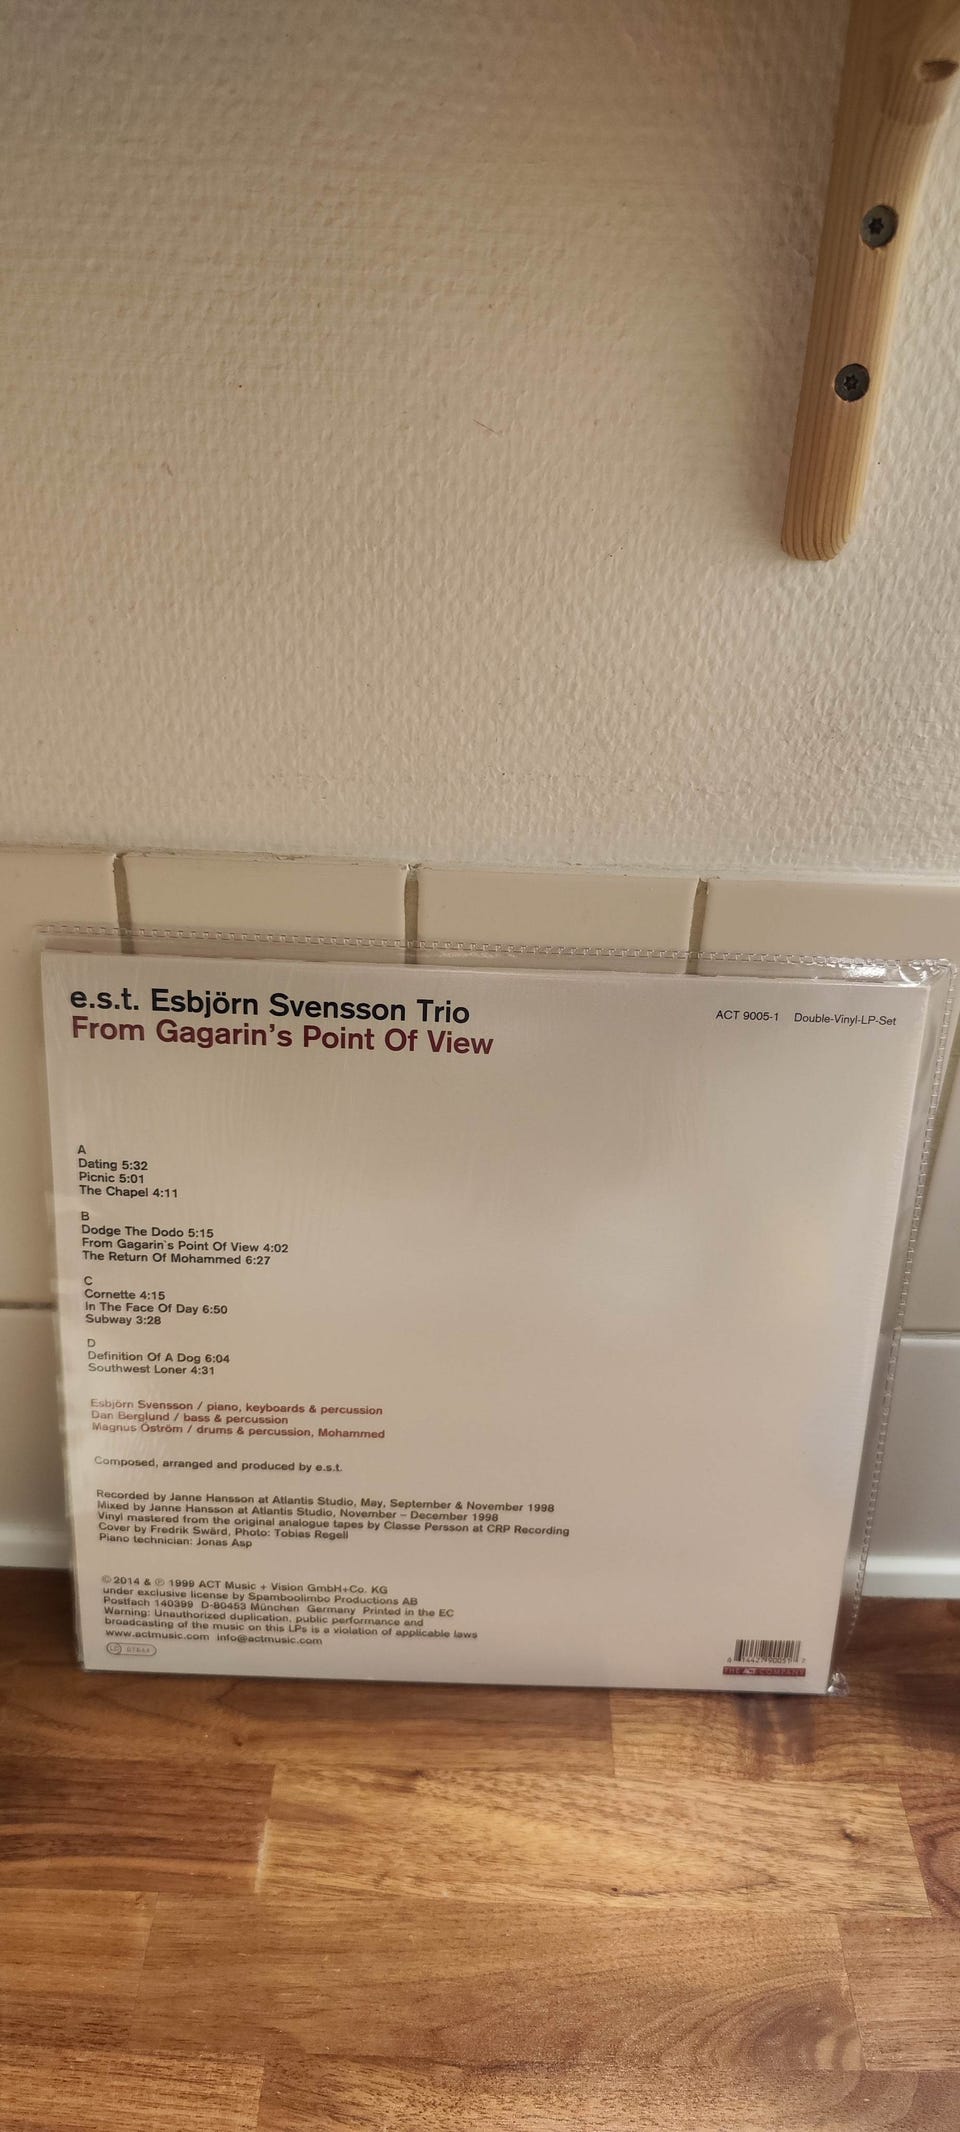 e.s.t. Esbjörn Svensson Trio
From Gagarin's Point Of View
ACT 9005-1 Double-Vinyl-LP-Set
A
Dating 5:32
Picnic 5:01
The Chapel 4:11
B
Dodge The Dodo 5:15
From Gagarin`s Point Of View 4:02
The Return Of Mohammed 6:27
C
Cornette 4:15
In The Face Of Day 6:50
Subway 3:28
D
Definition Of A Dog 6:04
Southwest Loner 4:31
Esbjörn Svensson / piano, keyboards & percussion
Dan Berglund / bass & percussion
Magnus Öström / drums & percussion, Mohammed
Composed, arranged and produced by e.s.t.
Recorded by Janne Hansson at Atlantis Studio, May, September & November 1998
Mixed by Janne Hansson at Atlantis Studio, November – December 1998
Vinyl mastered from the original analogue tapes by Classe Persson at CRP Recording
Cover by Fredrik Swärd, Photo: Tobias Regell
Piano technician: Jonas Asp
© 2014 & ℗ 1999 ACT Music + Vision GmbH+Co. KG
under exclusive license by Spamboolimbo Productions AB
Postfach 140399 D-80453 München Germany Printed in the EC
Warning: Unauthorized duplication, public performance and
broadcasting of the music on this LPs is a violation of applicable laws
www.actmusic.com info@actmusic.com
THE ACT COMPANY